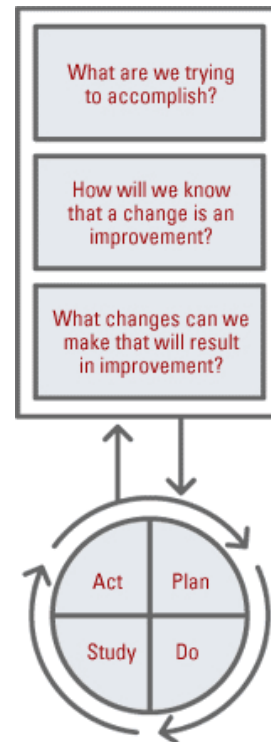 What are we trying
to accomplish?
How will we know
that a change is an
improvement?
What changes can we
make that will result
in improvement?
Act
Plan
Study
Do